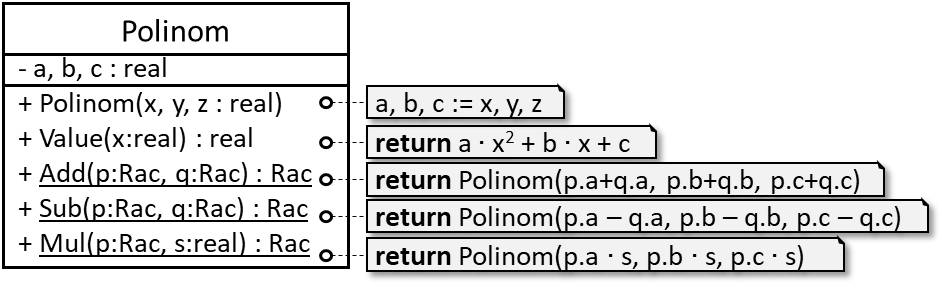 Polinom
- a, b, c : real
+ Polinom(x, y, z : real)
a, b, c := x, y, z
+ Value(x:real) : real
return a · x² + b · x + c
+ Add(p:Rac, q:Rac) : Rac
return Polinom(p.a+q.a, p.b+q.b, p.c+q.c)
+ Sub(p:Rac, q:Rac) : Rac
return Polinom(p.a – q.a, p.b – q.b, p.c – q.c)
+ Mul(p:Rac, s:real) : Rac
return Polinom(p.a · s, p.b · s, p.c · s)